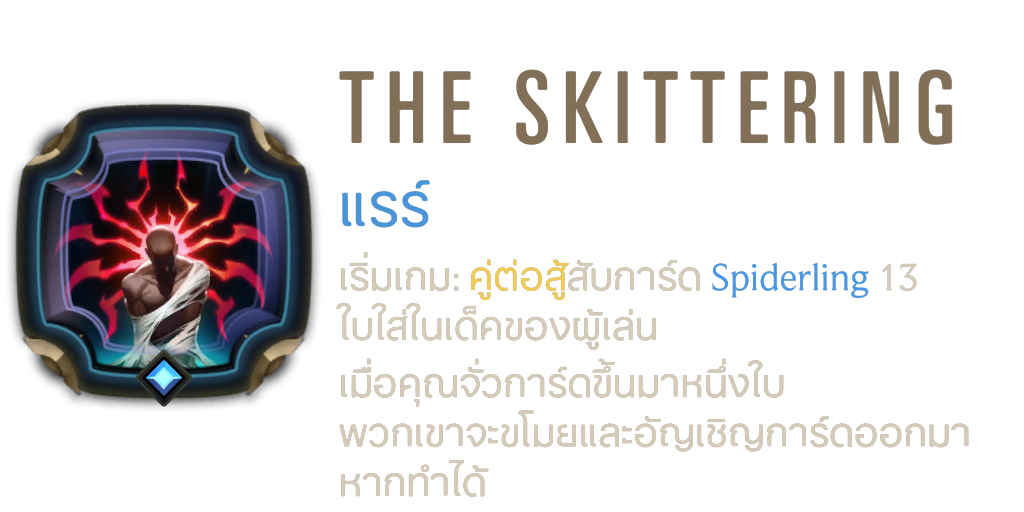 THE SKITTERING
แรร์
เริ่มเกม: คู่ต่อสู้สับการ์ด Spiderling 13
ใบใส่ในเด็คของผู้เล่น
เมื่อคุณจั่วการ์ดขึ้นมาหนึ่งใบ
พวกเขาจะขโมยและอัญเชิญการ์ดออกมา
หากทำได้